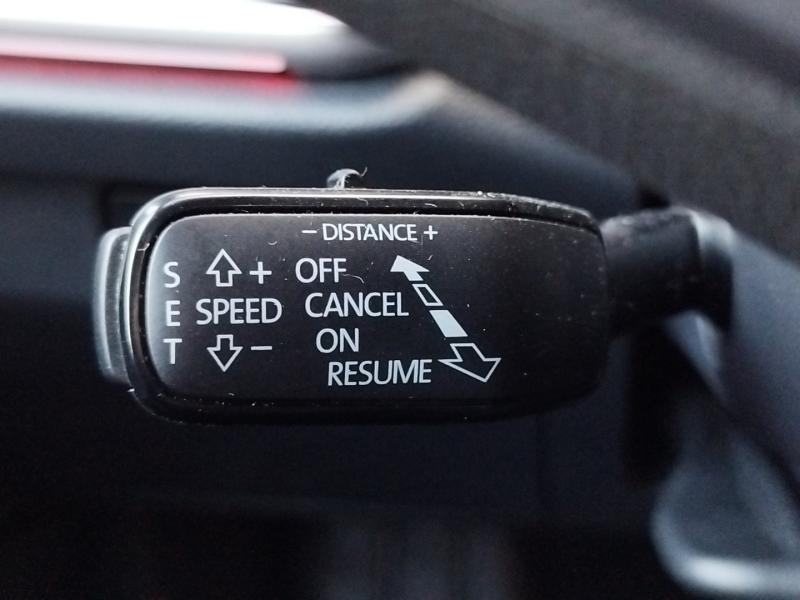 - DISTANCE +
S + OFF
E SPEED CANCEL
T - ON
RESUME